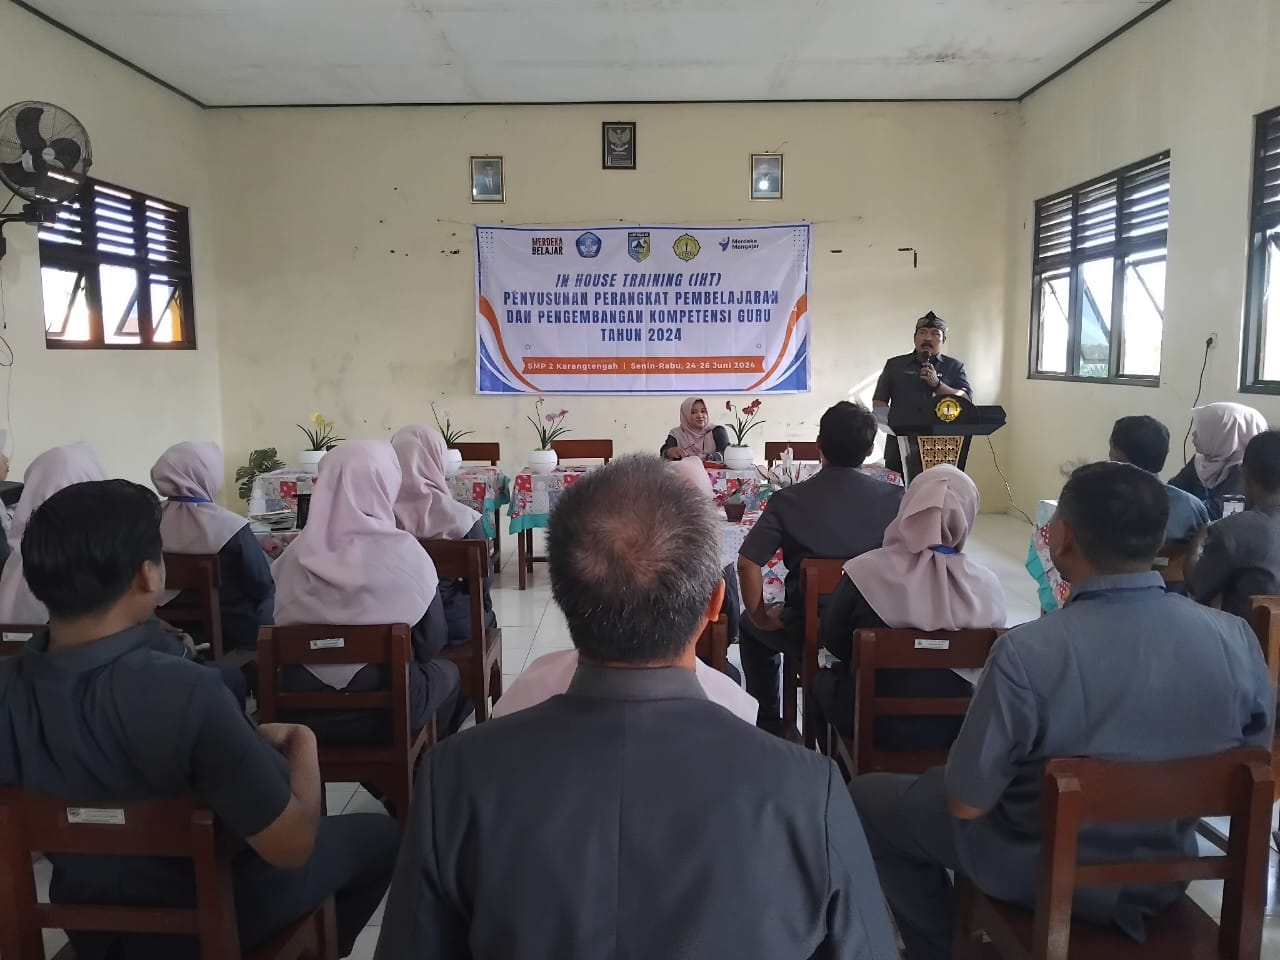 MERDEKA
BELAJAR
Merdeka
Mengajar
IN HOUSE TRAINING (IHT)
PENYUSUNAN PERANGKAT PEMBELAJARAN
DAN PENGEMBANGAN KOMPETENSI GURU
TAHUN 2024
SMP 2 Karangtengah | Senin-Rabu, 24-26 Juni 2024